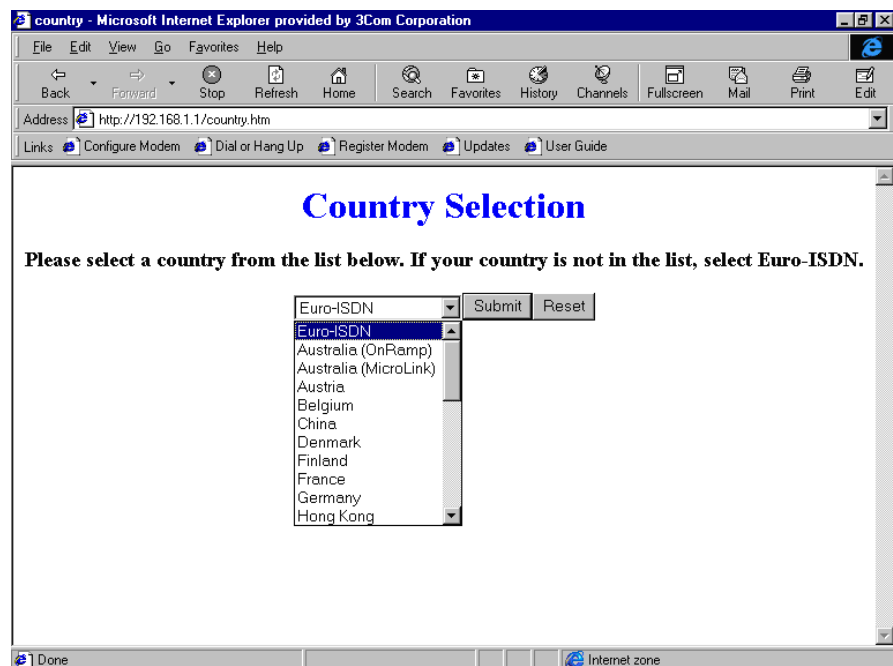 country - Microsoft Internet Explorer provided by 3Com Corporation
File Edit View Go Favorites Help
Back Forward Stop Refresh Home Search Favorites History Channels Fullscreen Mail Print Edit
Address http://192.168.1.1/country.htm
Links Configure Modem Dial or Hang Up Register Modem Updates User Guide
Country Selection
Please select a country from the list below. If your country is not in the list, select Euro-ISDN.
Euro-ISDN Submit Reset
Euro-ISDN
Australia (OnRamp)
Australia (MicroLink)
Austria
Belgium
China
Denmark
Finland
France
Germany
Hong Kong
Done Internet zone